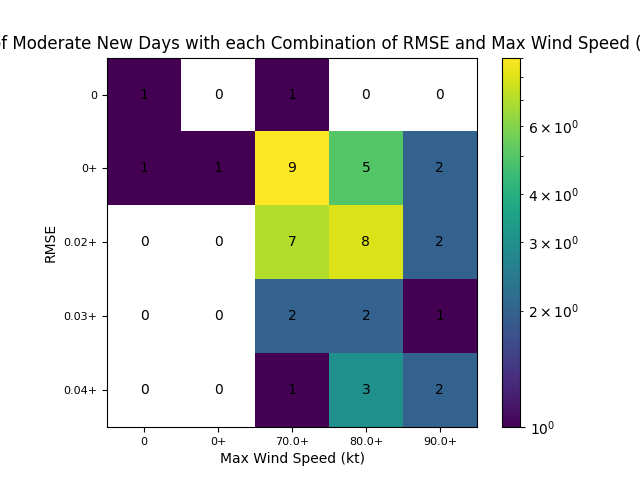 of Moderate New Days with each Combination of RMSE and Max Wind Speed (
0 1 0 1 0 0
0+ 1 1 9 5 2
0.02+ 0 0 7 8 2
0.03+ 0 0 2 2 1
0.04+ 0 0 1 3 2
0 0+ 70.0+ 80.0+ 90.0+
Max Wind Speed (kt)
RMSE
6 × 10⁰
4 × 10⁰
3 × 10⁰
2 × 10⁰
10⁰